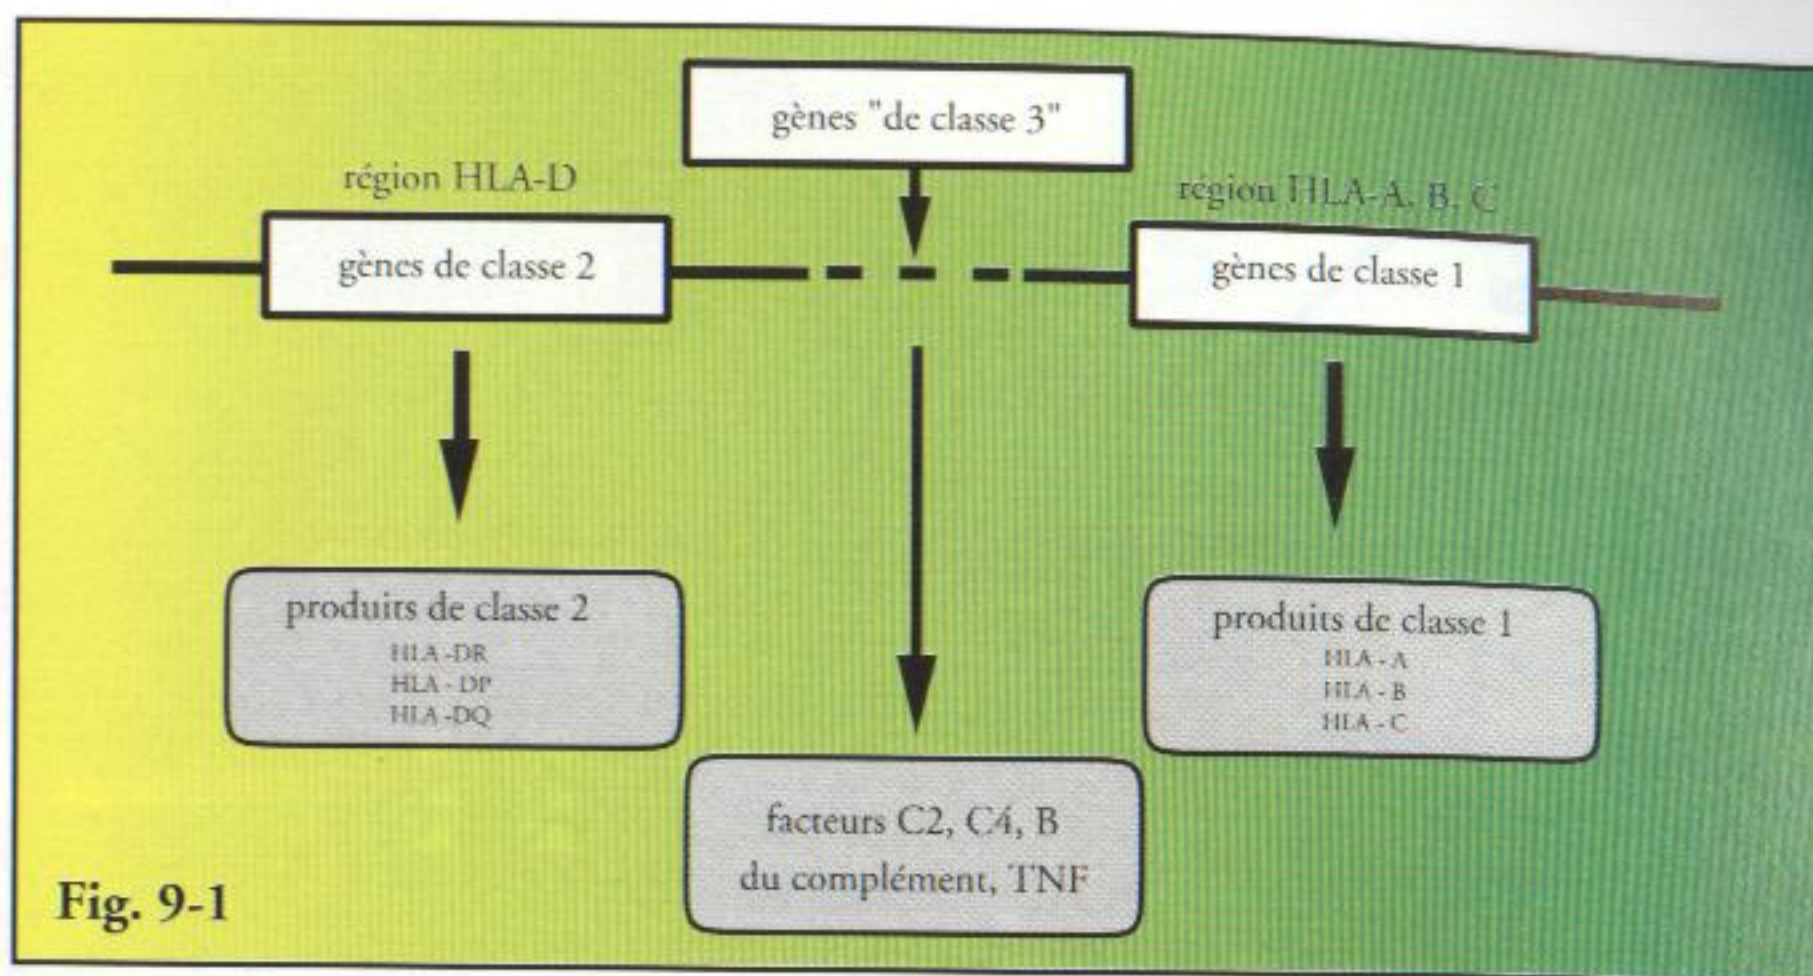 gènes "de classe 3"
région HLA-D
région HLA-A, B, C
gènes de classe 2
gènes de classe 1
produits de classe 2
HLA -DR
HLA - DP
HLA -DQ
produits de classe 1
HLA - A
HLA - B
HLA - C
facteurs C2, C4, B
du complément, TNF
Fig. 9-1